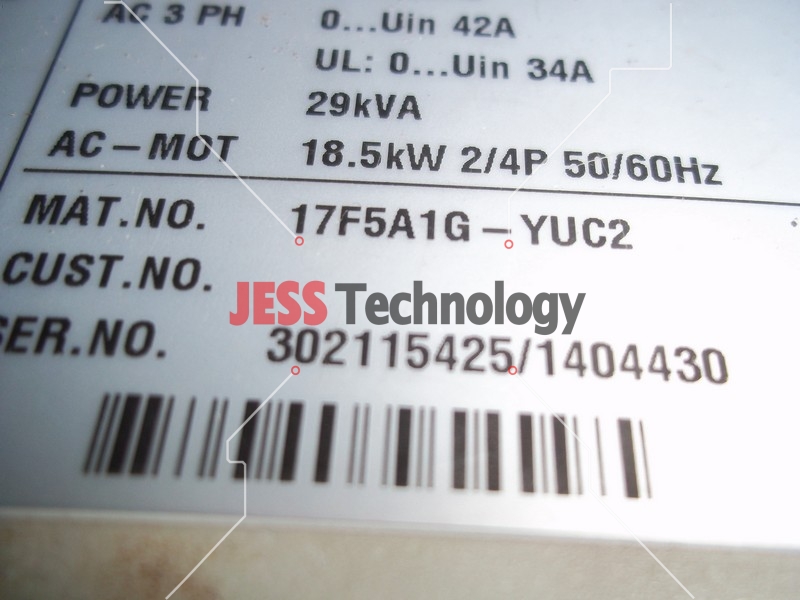 AC 3 PH 0...Uin 42A
UL: 0...Uin 34A
POWER 29kVA
AC-MOT 18.5kW 2/4P 50/60Hz
MAT.NO. 17F5A1G-YUC2
CUST.NO.
JESS Technology
SER.NO. 302115425/1404430